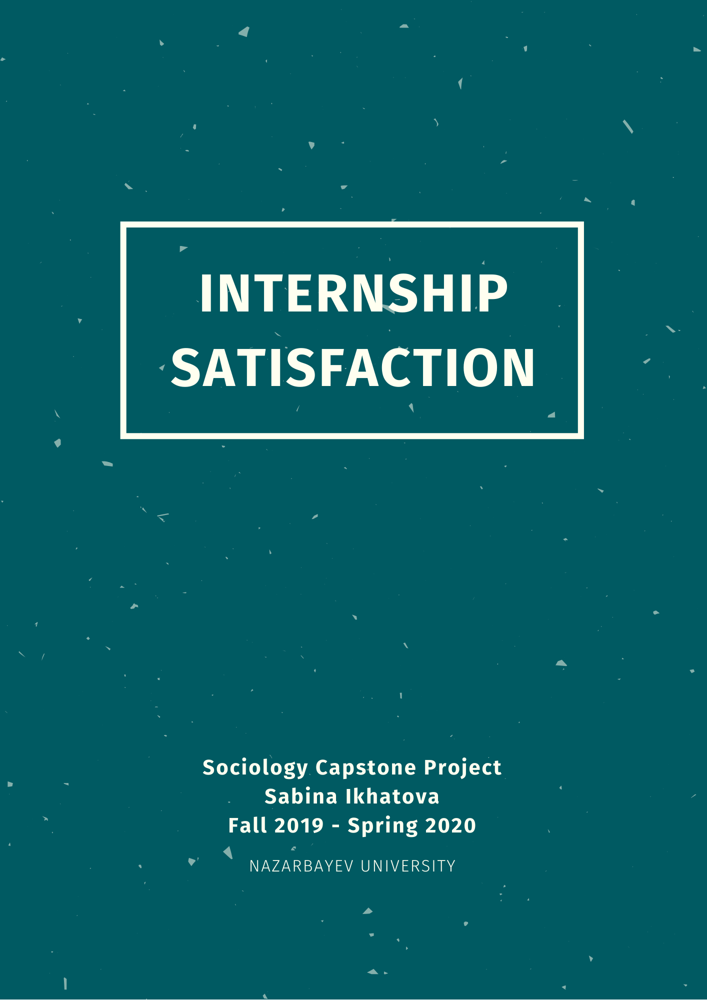 INTERNSHIP
SATISFACTION
Sociology Capstone Project
Sabina Ikhatova
Fall 2019 - Spring 2020
NAZARBAYEV UNIVERSITY